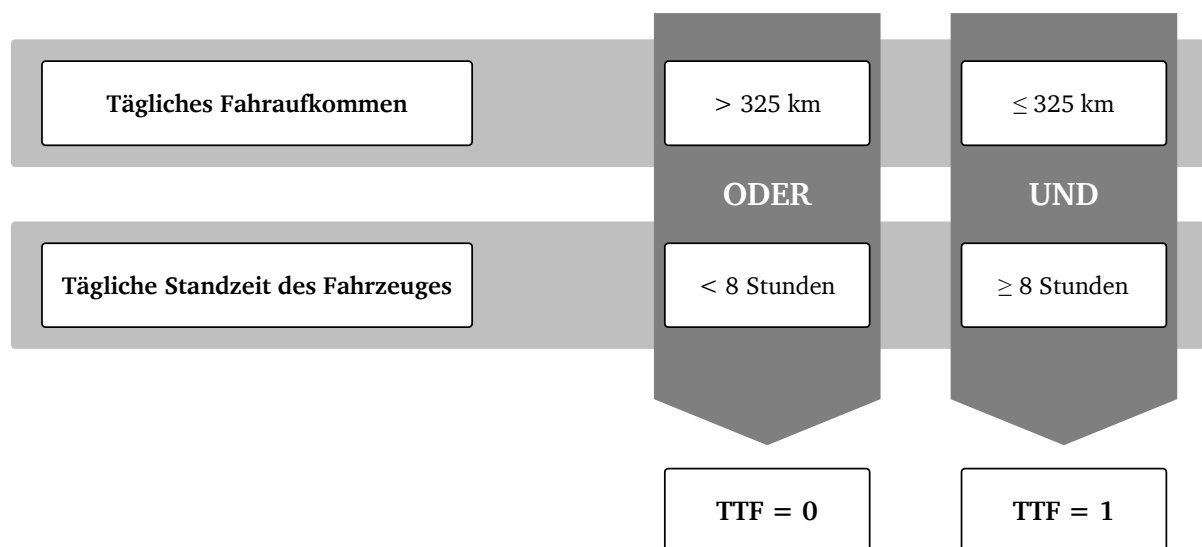 Tägliches Fahraufkommen
> 325 km
≤ 325 km
ODER
UND
Tägliche Standzeit des Fahrzeuges
< 8 Stunden
≥ 8 Stunden
TTF = 0
TTF = 1